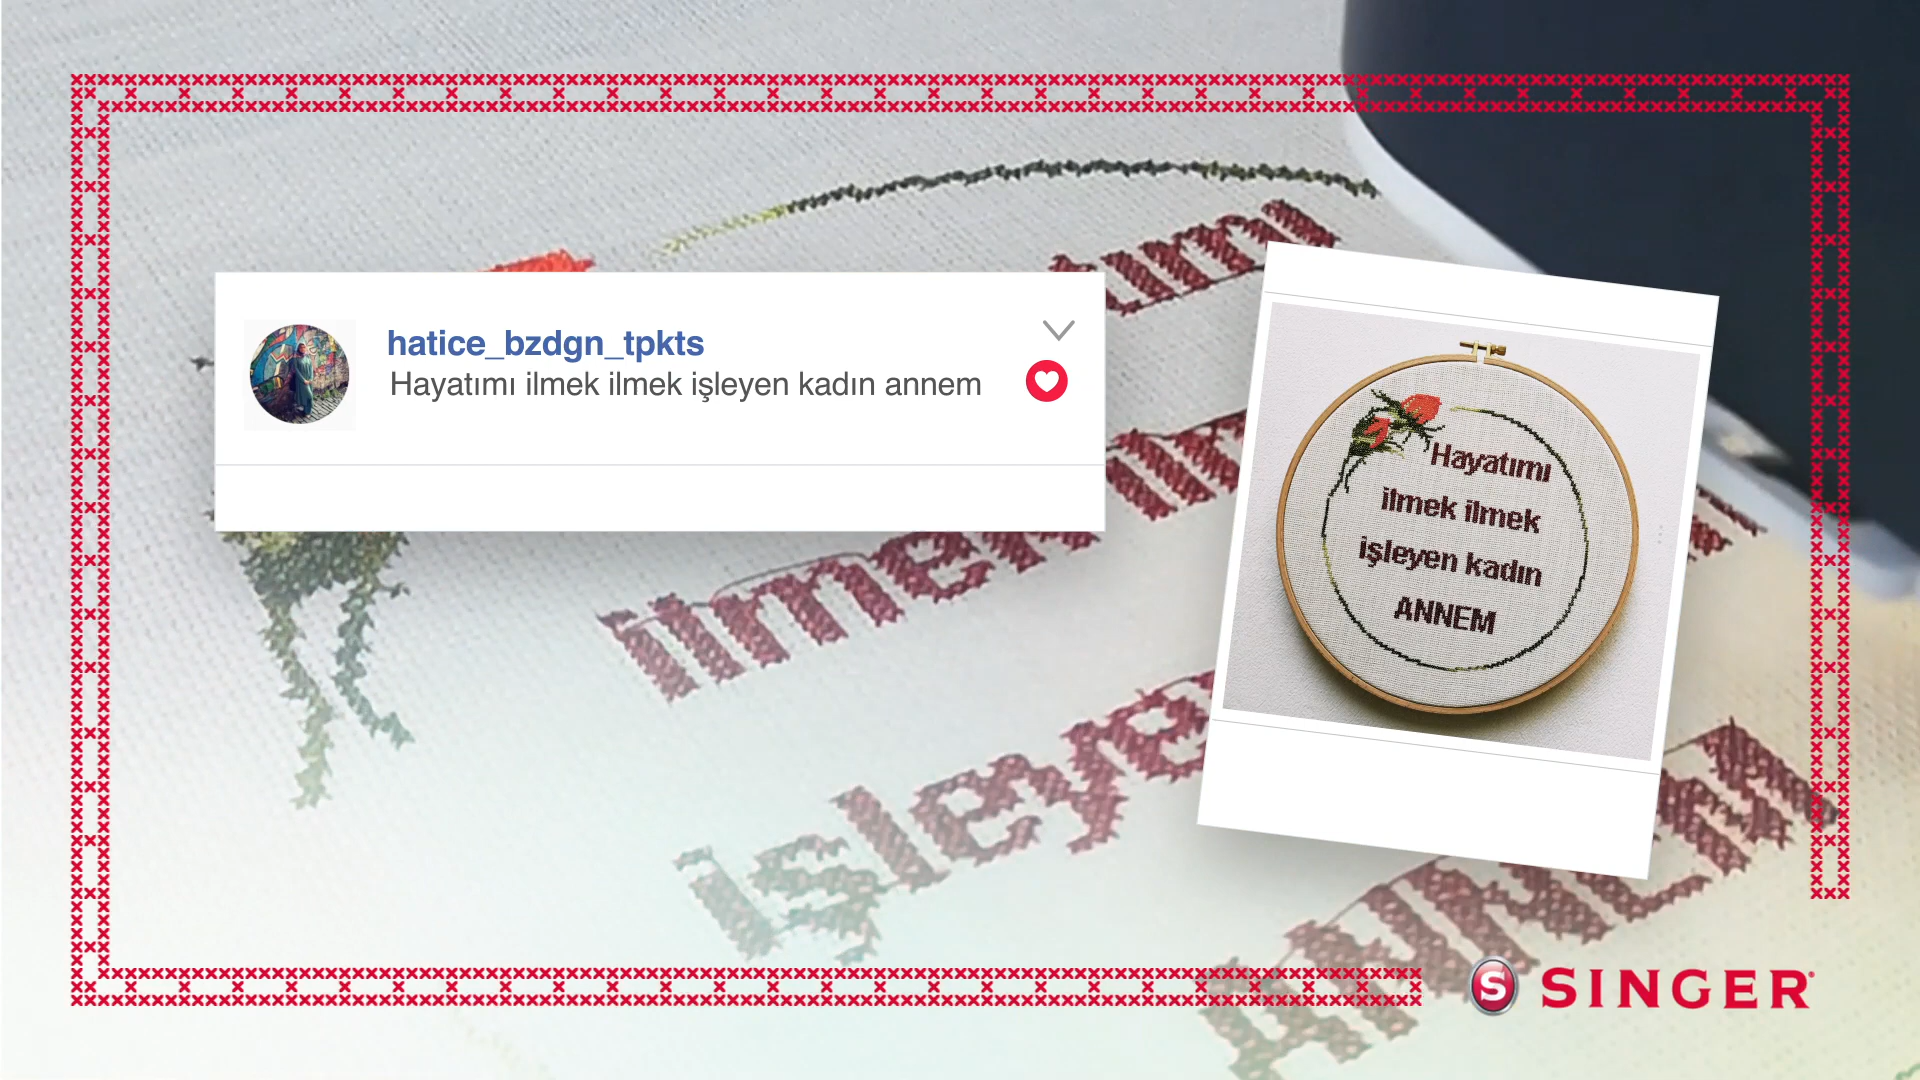 hatice_bzdgn_tpkts
Hayatımı ilmek ilmek işleyen kadın annem
Hayatımı
ilmek ilmek
işleyen kadın
ANNEM
S SINGER